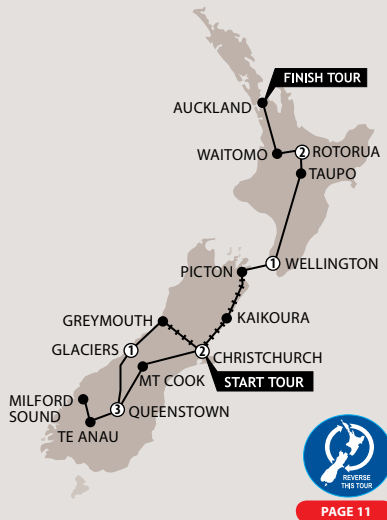 FINISH TOUR
AUCKLAND
WAITOMO
2
ROTORUA
TAUPO
1
WELLINGTON
PICTON
GREYMOUTH
KAIKOURA
GLACIERS
1
2
CHRISTCHURCH
MT COOK
START TOUR
MILFORD
SOUND
3
QUEENSTOWN
TE ANAU
REVERSE
THIS TOUR
PAGE 11